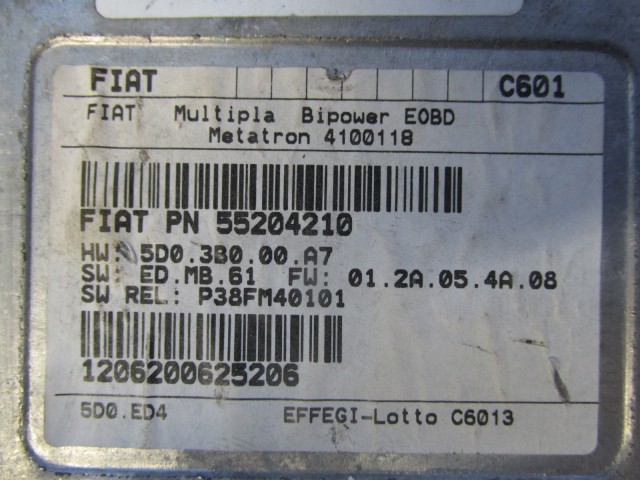 FIAT C601
FIAT Multipla Bipower EOBD
Metatron 4100118
FIAT PN 55204210
HW: 5D0.3B0.00.A7
SW: ED.MB.61 FW: 01.2A.05.4A.08
SW REL: P38FM40101
1206200625206
5D0.ED4 EFFEGI-Lotto C6013